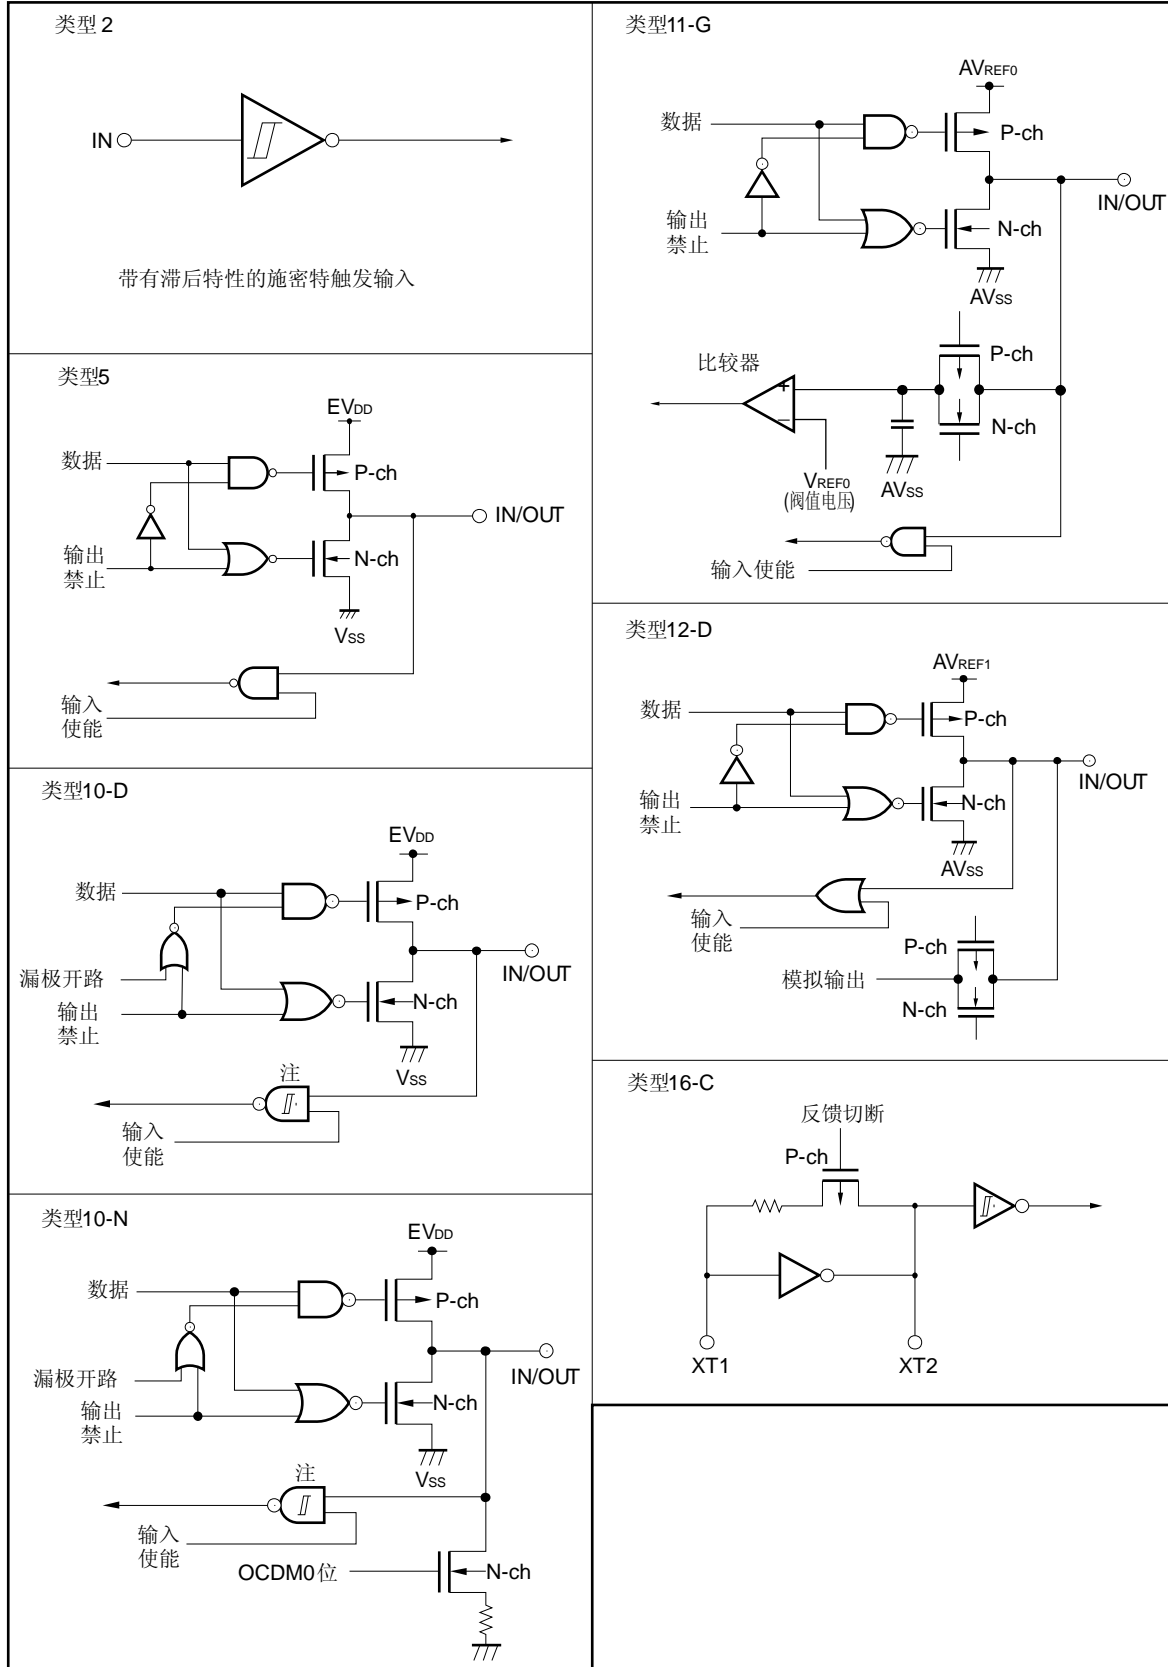 类型 2
IN
带有滞后特性的施密特触发输入
类型5
EVDD
数据
P-ch
IN/OUT
输出
禁止
N-ch
VSS
输入
使能
类型10-D
EVDD
数据
P-ch
漏极开路
IN/OUT
输出
禁止
N-ch
VSS
注
输入
使能
类型10-N
EVDD
数据
P-ch
漏极开路
IN/OUT
输出
禁止
N-ch
VSS
注
输入
使能
OCDM0位
N-ch
类型11-G
AVREF0
数据
P-ch
IN/OUT
输出
禁止
N-ch
AVSS
P-ch
比较器
+
−
N-ch
VREF0
(阀值电压)
AVSS
输入使能
类型12-D
AVREF1
数据
P-ch
IN/OUT
输出
禁止
N-ch
AVSS
输入
使能
P-ch
模拟输出
N-ch
类型16-C
反馈切断
P-ch
XT1
XT2